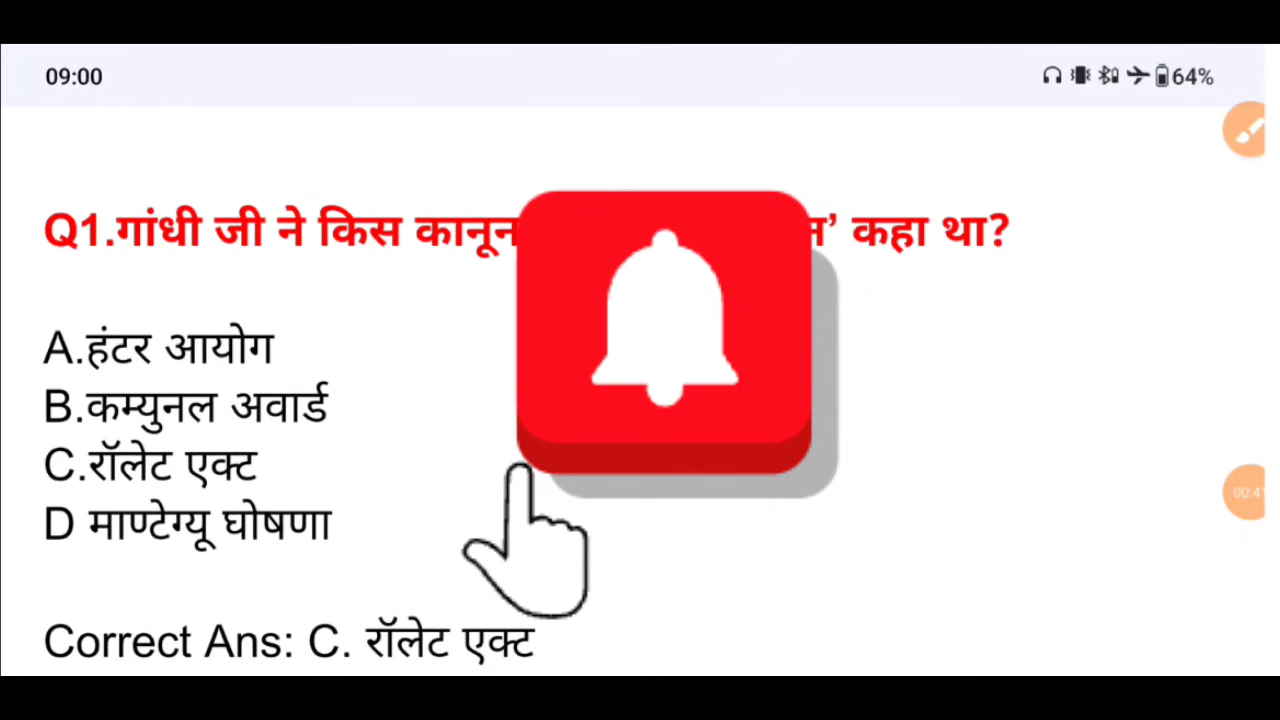 09:00 64%
Q1.गांधी जी ने किस कानून कहा था?
A.हंटर आयोग
B.कम्युनल अवार्ड
C.रॉलेट एक्ट
D माण्टेग्यू घोषणा
Correct Ans: C. रॉलेट एक्ट